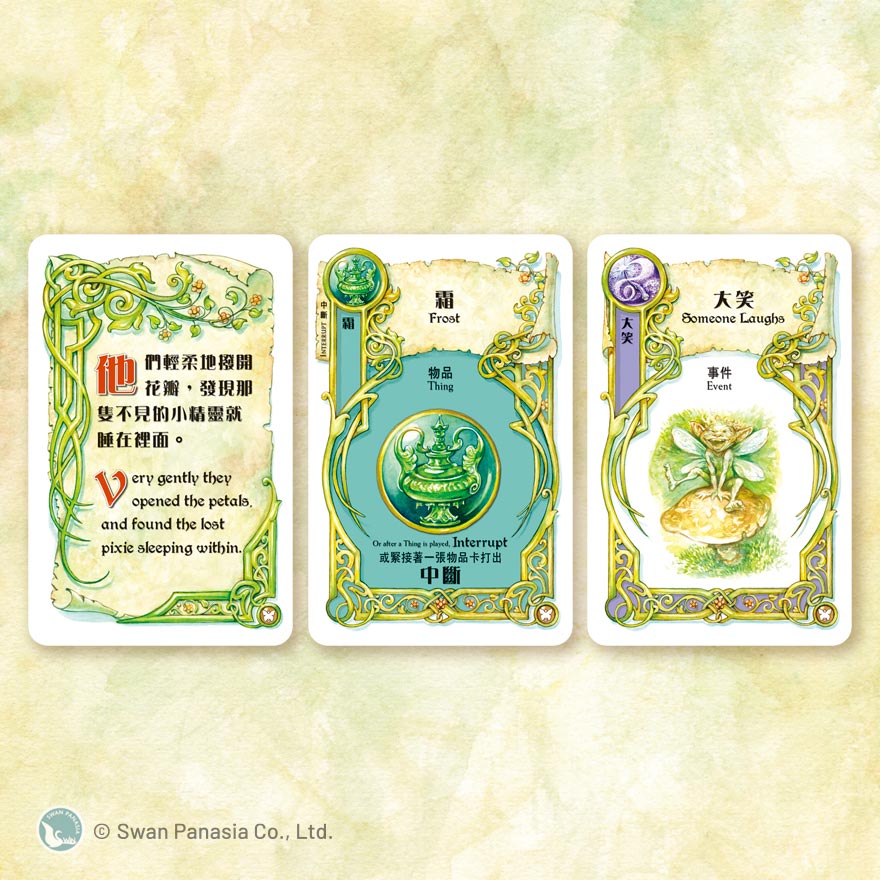 他們輕柔地撥開
花瓣，發現那
隻不見的小精靈就
睡在裡面。
Very gently they
opened the petals,
and found the lost
pixie sleeping within.
中斷
INTERRUPT
霜
霜
Frost
物品
Thing
Or after a Thing is played, Interrupt
或緊接著一張物品卡打出
中斷
大笑
大笑
Someone Laughs
事件
Event
SWAN PANASIA
© Swan Panasia Co., Ltd.